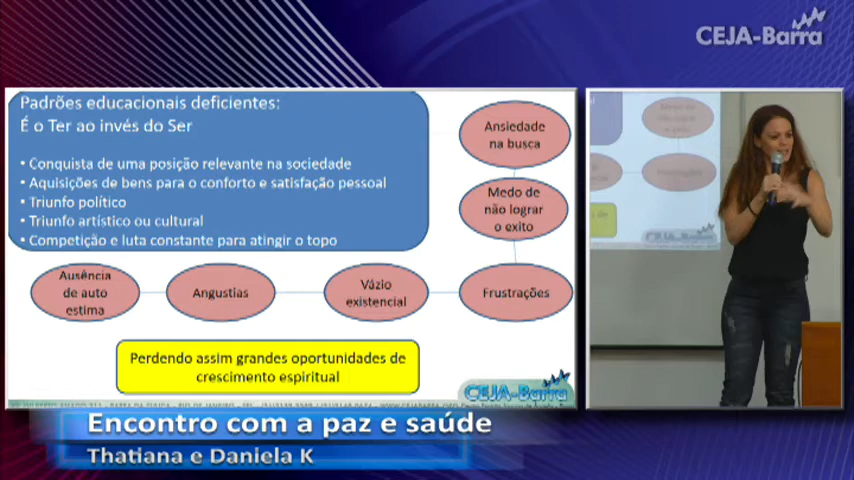 CEJA-Barra
Padrões educacionais deficientes:
É o Ter ao invés do Ser
• Conquista de uma posição relevante na sociedade
• Aquisições de bens para o conforto e satisfação pessoal
• Triunfo político
• Triunfo artístico ou cultural
• Competição e luta constante para atingir o topo
Ansiedade
na busca
Medo de
não lograr
o exito
Frustrações
Vázio
existencial
Angustias
Ausência
de auto
estima
Perdendo assim grandes oportunidades de
crescimento espiritual
CEJA-Barra
CEJA-Barra
Encontro com a paz e saúde
Thatiana e Daniela K